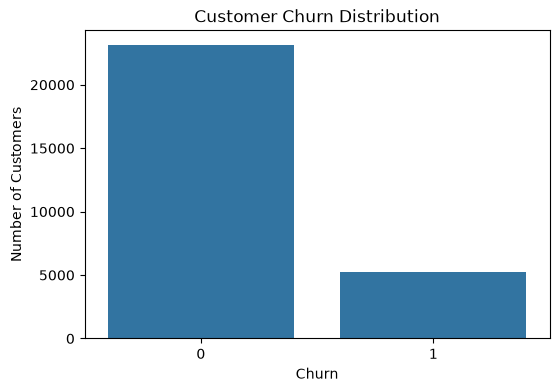 Customer Churn Distribution
Number of Customers
20000
15000
10000
5000
0
0 1
Churn